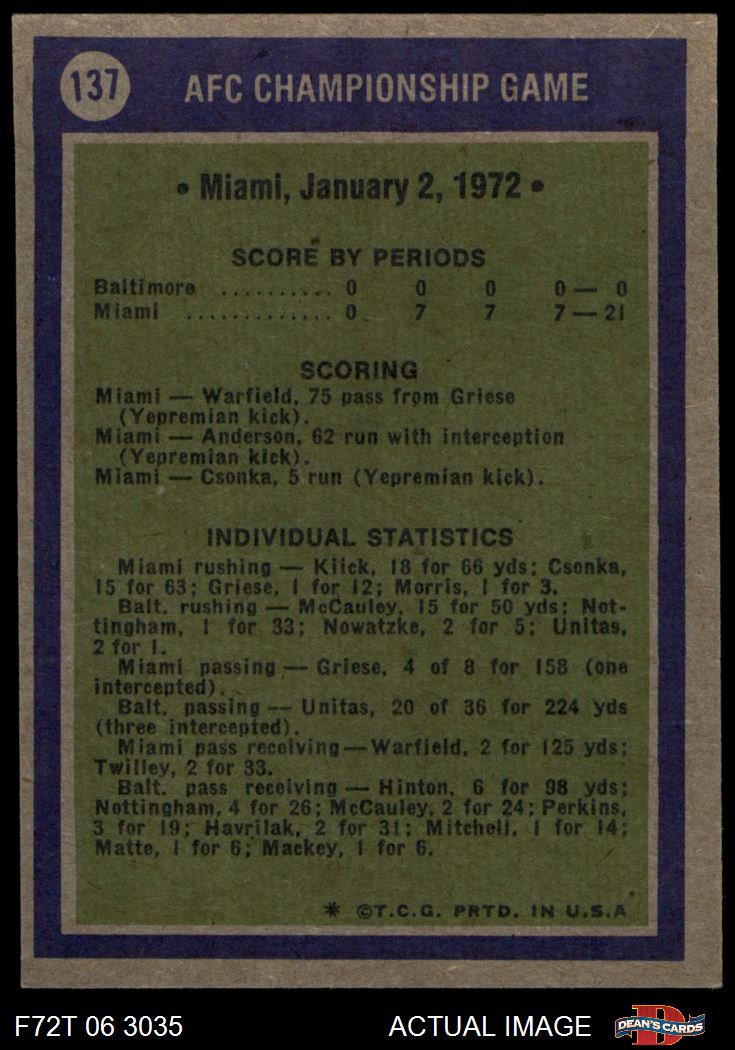 137
AFC CHAMPIONSHIP GAME
• Miami, January 2, 1972 •
SCORE BY PERIODS
Baltimore .......... 0 0 0 0 — 0
Miami ............. 0 7 7 7 — 21
SCORING
Miami — Warfield, 75 pass from Griese
(Yepremian kick).
Miami — Anderson, 62 run with interception
(Yepremian kick).
Miami — Csonka, 5 run (Yepremian kick).
INDIVIDUAL STATISTICS
Miami rushing — Kiick, 18 for 66 yds; Csonka,
15 for 63; Griese, 1 for 12; Morris, 1 for 3.
Balt. rushing — McCauley, 15 for 50 yds; Not-
tingham, 1 for 33; Nowatzke, 2 for 5; Unitas,
2 for 1.
Miami passing — Griese, 4 of 8 for 158 (one
intercepted).
Balt. passing — Unitas, 20 of 36 for 224 yds
(three intercepted).
Miami pass receiving — Warfield, 2 for 125 yds;
Twilley, 2 for 33.
Balt. pass receiving — Hinton, 6 for 98 yds;
Nottingham, 4 for 26; McCauley, 2 for 24; Perkins,
3 for 19; Havrilak, 2 for 31; Mitchell, 1 for 14;
Matte, 1 for 6; Mackey, 1 for 6.
* ©T.C.G. PRTD. IN U.S.A
F72T 06 3035 ACTUAL IMAGE
D
DEAN'S CARDS